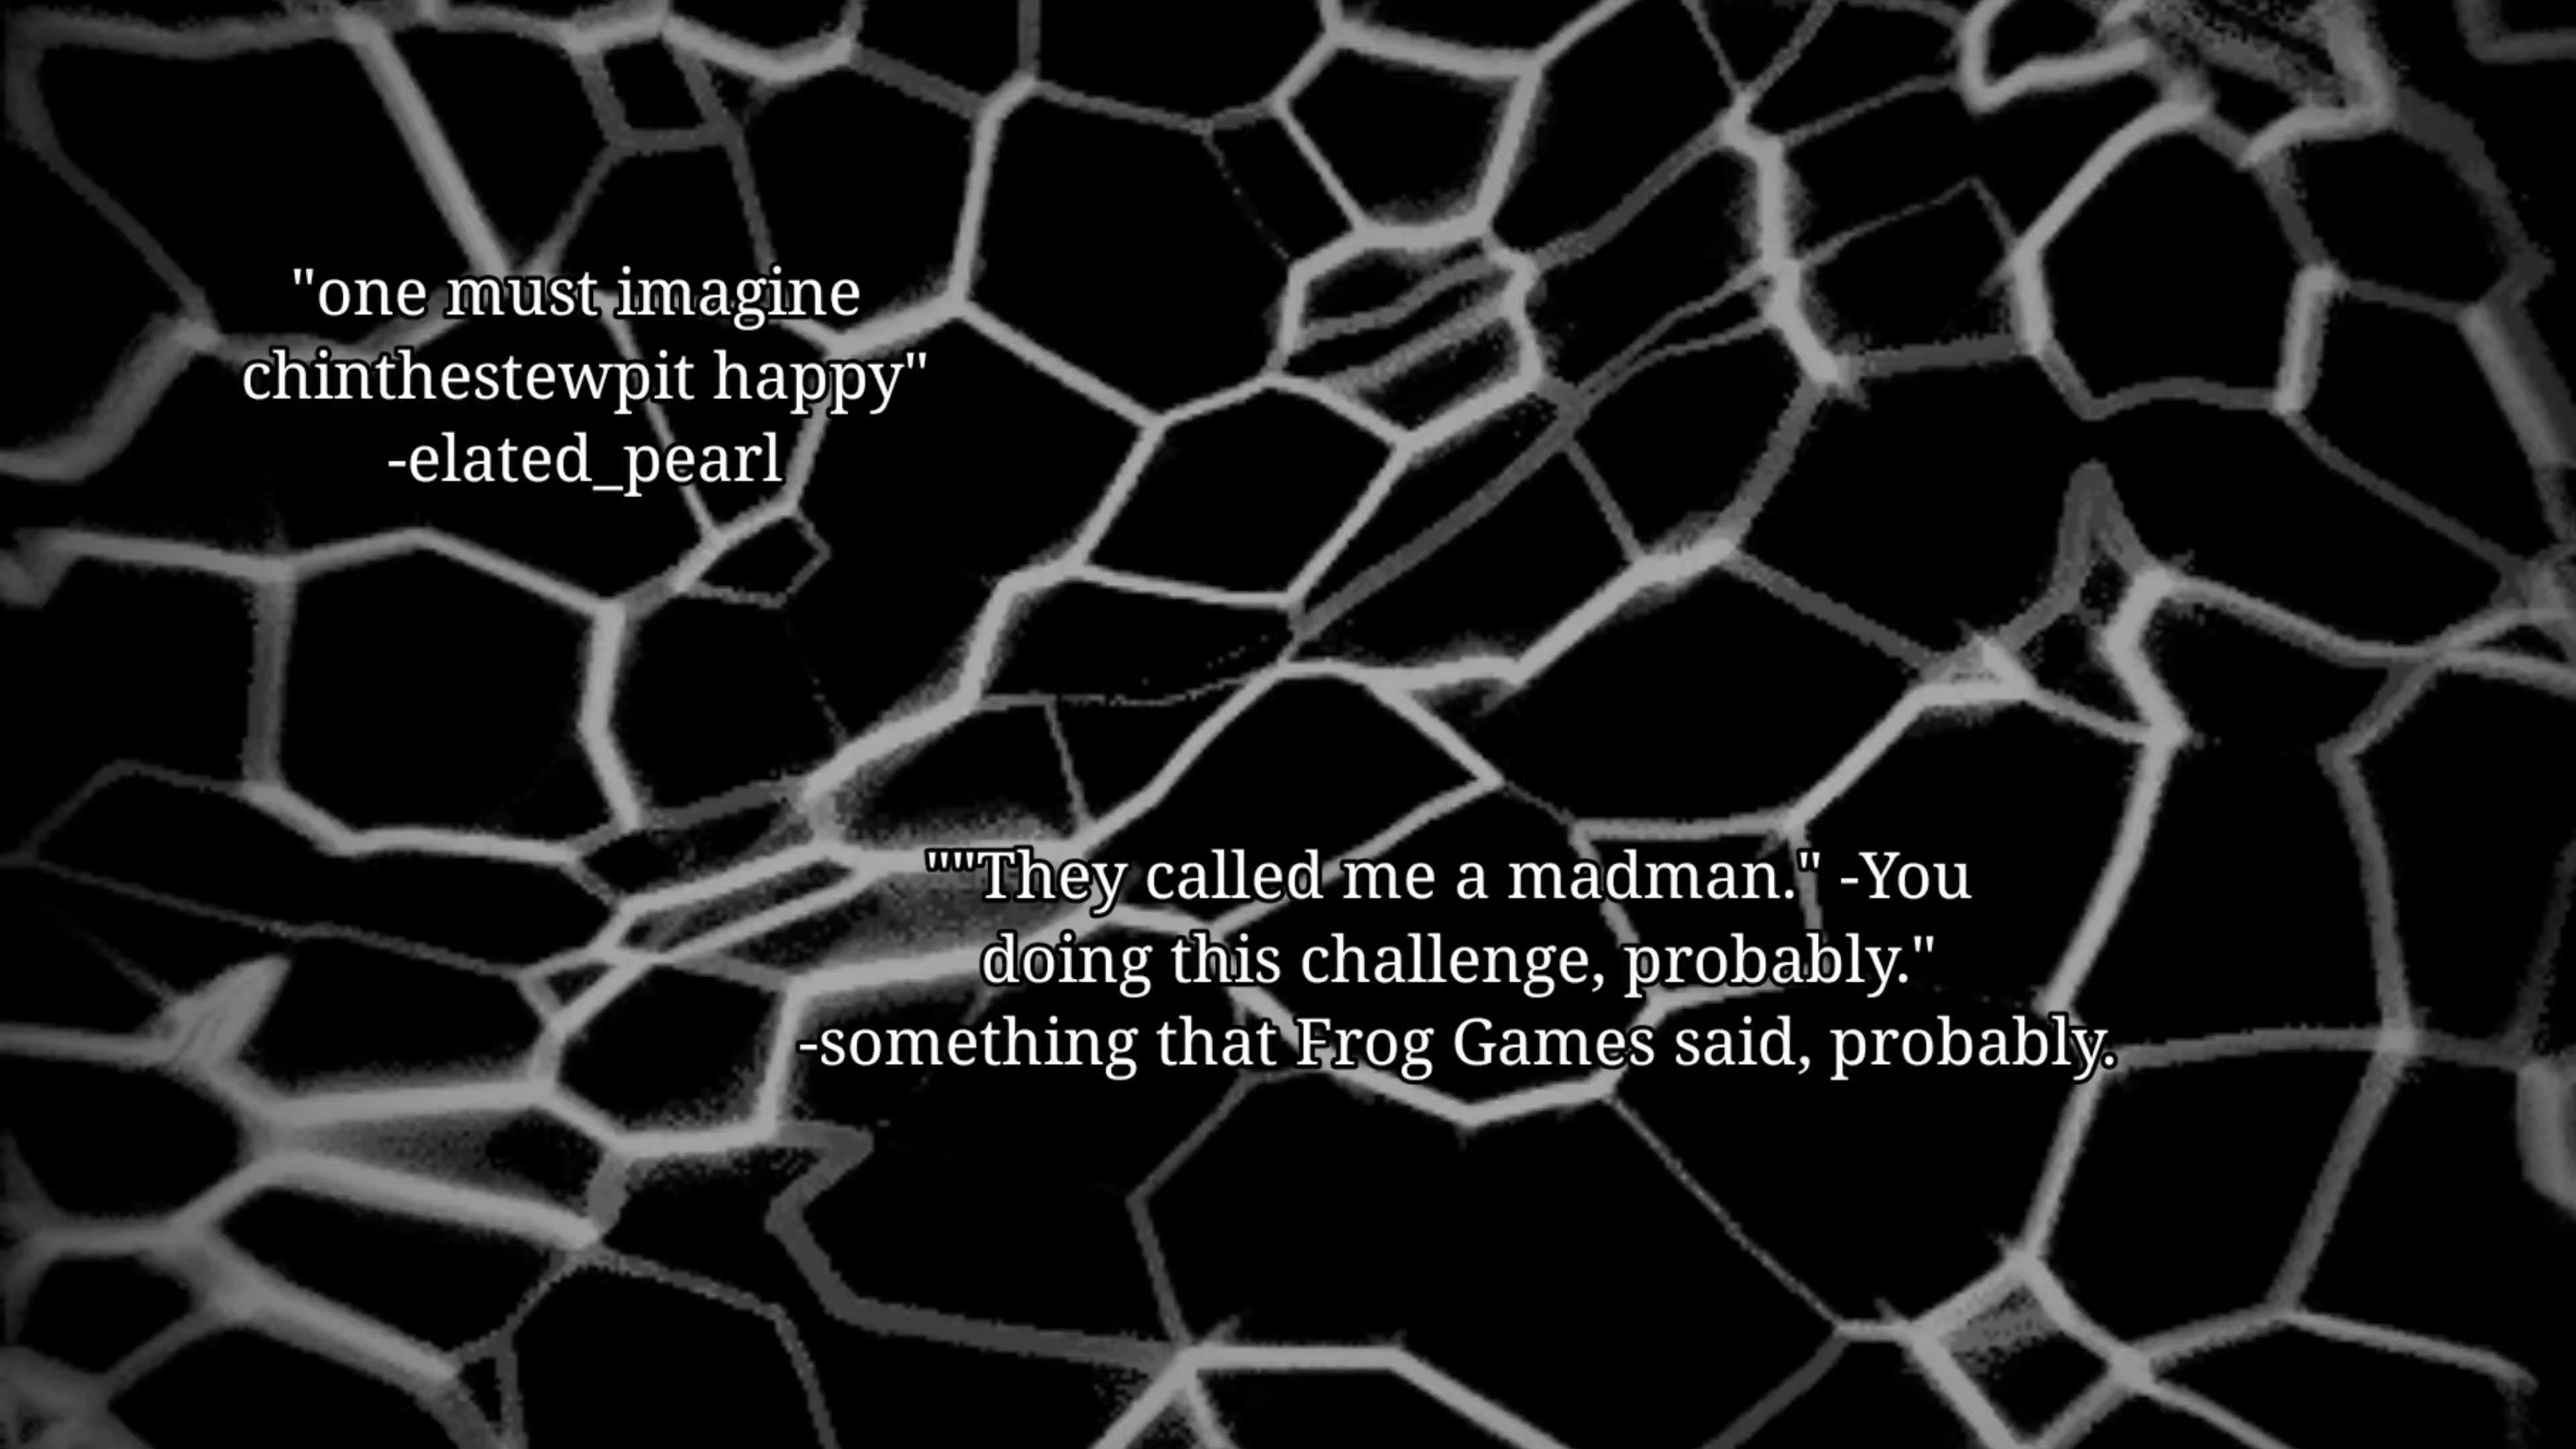 "one must imagine
chinthestewpit happy"
-elated_pearl
""They called me a madman." -You
doing this challenge, probably."
-something that Frog Games said, probably.